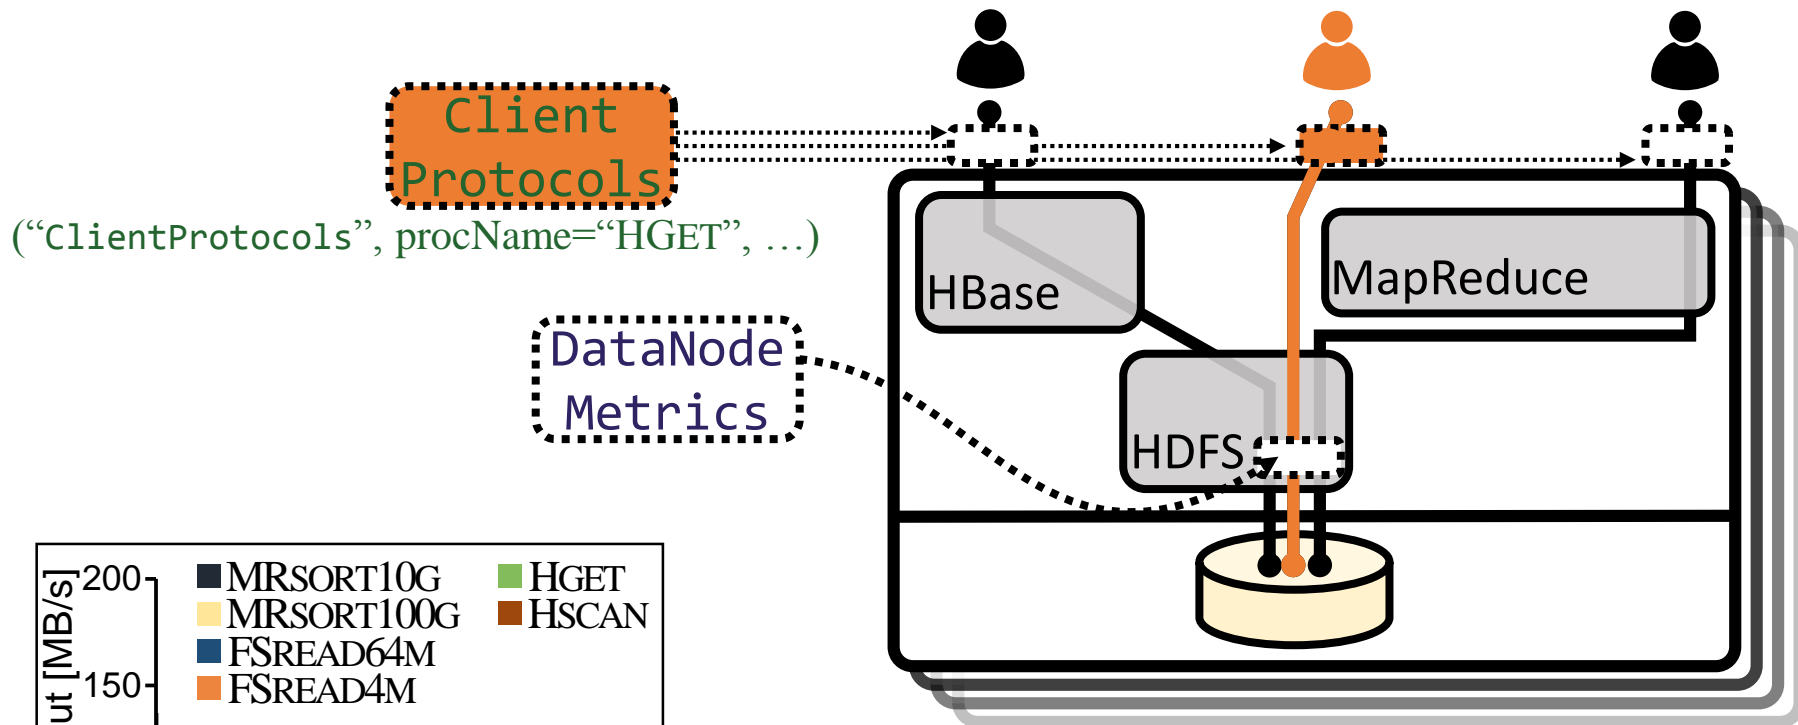 Client
Protocols
(“ClientProtocols”, procName=“HGET”, …)
HBase
MapReduce
DataNode
Metrics
HDFS
200
150
[MB/s]
MRSORT10G
MRSORT100G
FSREAD64M
FSREAD4M
HGET
HSCAN